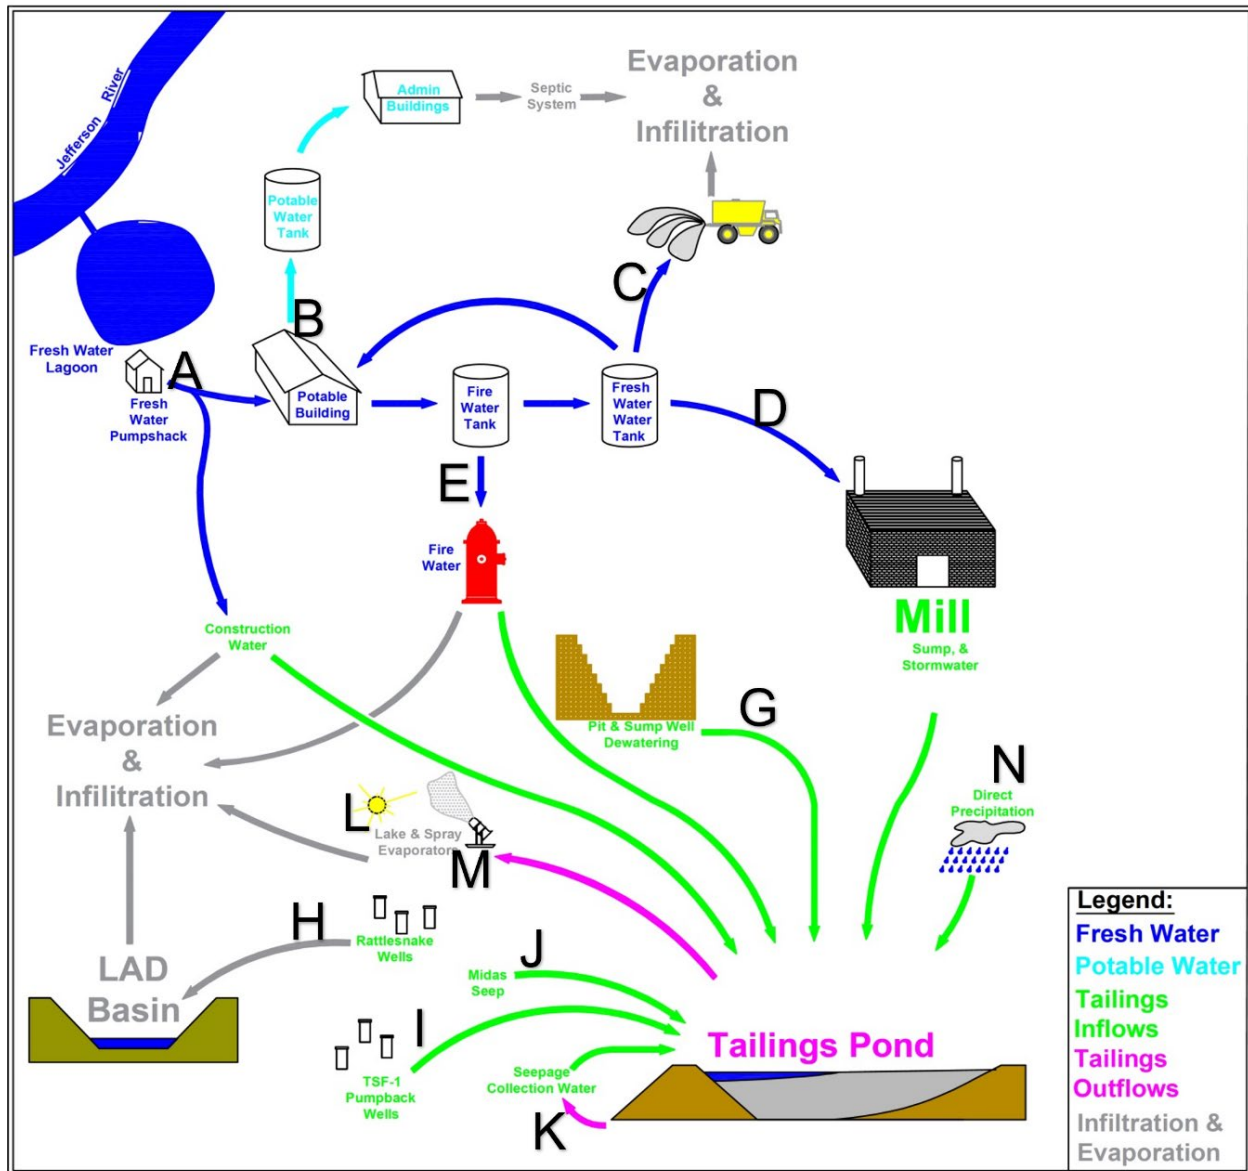 Jefferson River
Admin
Buildings
Septic
System
Evaporation
&
Infilitration
Potable
Water
Tank
B
C
Fresh Water
Lagoon
A
Fresh
Water
Pumpshack
Potable
Building
Fire
Water
Tank
Fresh
Water
Water
Tank
D
E
Fire
Water
Mill
Sump, &
Stormwater
Construction
Water
Evaporation
&
Infilitration
Pit & Sump Well
Dewatering
G
N
Direct
Precipitation
L
Lake & Spray
Evaporators
M
H
Rattlesnake
Wells
LAD
Basin
J
Midas
Seep
I
TSF-1
Pumpback
Wells
Seepage
Collection Water
K
Tailings Pond
Legend:
Fresh Water
Potable Water
Tailings
Inflows
Tailings
Outflows
Infiltration &
Evaporation